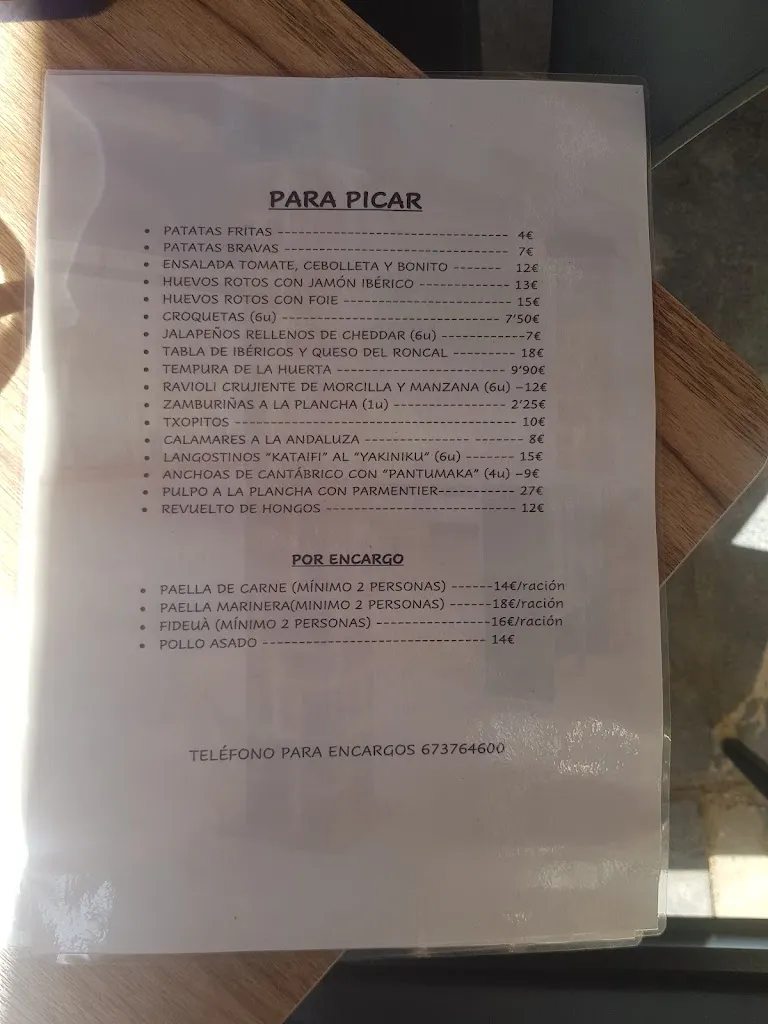 PARA PICAR
• PATATAS FRITAS ---------------------------------- 4€
• PATATAS BRAVAS --------------------------------- 7€
• ENSALADA TOMATE, CEBOLLETA Y BONITO ------- 12€
• HUEVOS ROTOS CON JAMÓN IBÉRICO ------------- 13€
• HUEVOS ROTOS CON FOIE ------------------------ 15€
• CROQUETAS (6u) -------------------------------- 7'50€
• JALAPEÑOS RELLENOS DE CHEDDAR (6u) ------------7€
• TABLA DE IBÉRICOS Y QUESO DEL RONCAL --------- 18€
• TEMPURA DE LA HUERTA ------------------------- 9'90€
• RAVIOLI CRUJIENTE DE MORCILLA Y MANZANA (6u) –12€
• ZAMBURIÑAS A LA PLANCHA (1u) ---------------- 2'25€
• TXOPITOS ----------------------------------------- 10€
• CALAMARES A LA ANDALUZA --------------- ------- 8€
• LANGOSTINOS “KATAIFI” AL “YAKINIKU” (6u) ------- 15€
• ANCHOAS DE CANTÁBRICO CON “PANTUMAKA” (4u) –9€
• PULPO A LA PLANCHA CON PARMENTIER----------- 27€
• REVUELTO DE HONGOS --------------------------- 12€
POR ENCARGO
• PAELLA DE CARNE (MÍNIMO 2 PERSONAS) ------14€/ración
• PAELLA MARINERA(MINIMO 2 PERSONAS) ------18€/ración
• FIDEUÀ (MÍNIMO 2 PERSONAS) ----------------16€/ración
• POLLO ASADO --------------------------------- 14€
TELÉFONO PARA ENCARGOS 673764600